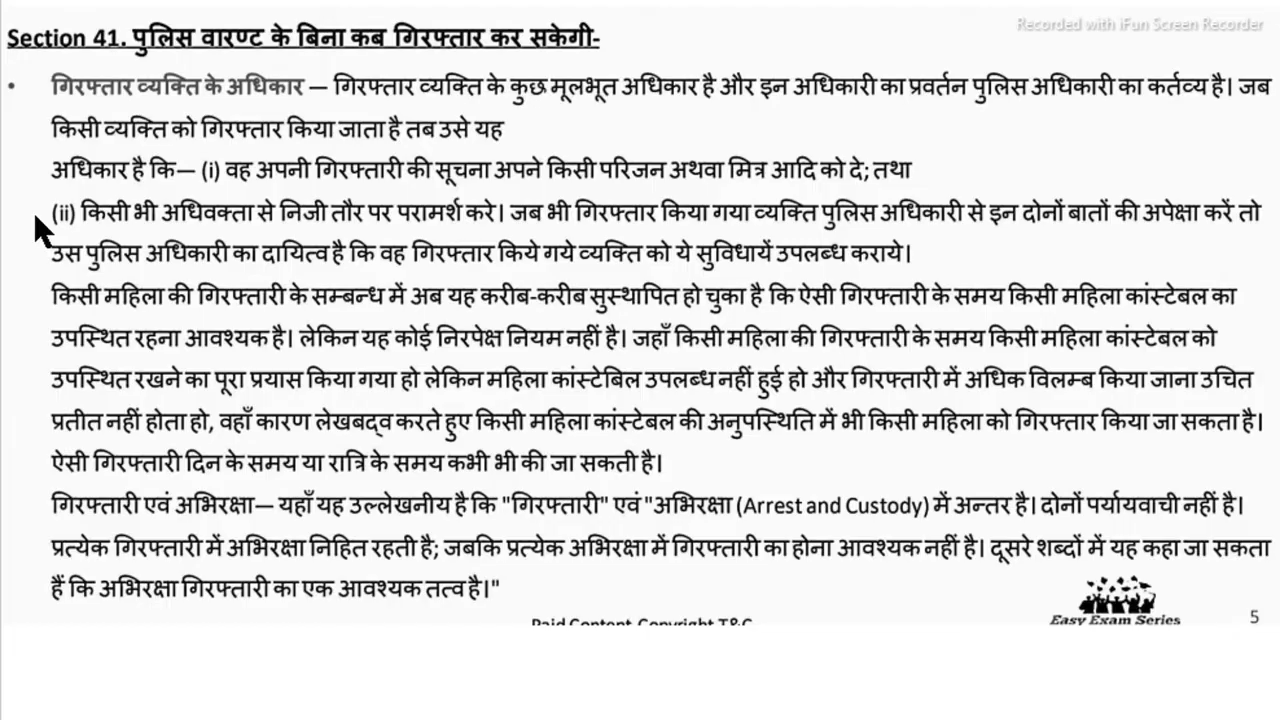 Recorded with iFun Screen Recorder
Section 41. पुलिस वारण्ट के बिना कब गिरफ्तार कर सकेगी-
• गिरफ्तार व्यक्ति के अधिकार — गिरफ्तार व्यक्ति के कुछ मूलभूत अधिकार है और इन अधिकारी का प्रवर्तन पुलिस अधिकारी का कर्तव्य है। जब
किसी व्यक्ति को गिरफ्तार किया जाता है तब उसे यह
अधिकार है कि— (i) वह अपनी गिरफ्तारी की सूचना अपने किसी परिजन अथवा मित्र आदि को दे; तथा
(ii) किसी भी अधिवक्ता से निजी तौर पर परामर्श करे। जब भी गिरफ्तार किया गया व्यक्ति पुलिस अधिकारी से इन दोनों बातों की अपेक्षा करें तो
उस पुलिस अधिकारी का दायित्व है कि वह गिरफ्तार किये गये व्यक्ति को ये सुविधायें उपलब्ध कराये।
किसी महिला की गिरफ्तारी के सम्बन्ध में अब यह करीब-करीब सुस्थापित हो चुका है कि ऐसी गिरफ्तारी के समय किसी महिला कांस्टेबल का
उपस्थित रहना आवश्यक है। लेकिन यह कोई निरपेक्ष नियम नहीं है। जहाँ किसी महिला की गिरफ्तारी के समय किसी महिला कांस्टेबल को
उपस्थित रखने का पूरा प्रयास किया गया हो लेकिन महिला कांस्टेबिल उपलब्ध नहीं हुई हो और गिरफ्तारी में अधिक विलम्ब किया जाना उचित
प्रतीत नहीं होता हो, वहाँ कारण लेखबद्व करते हुए किसी महिला कांस्टेबल की अनुपस्थिति में भी किसी महिला को गिरफ्तार किया जा सकता है।
ऐसी गिरफ्तारी दिन के समय या रात्रि के समय कभी भी की जा सकती है।
गिरफ्तारी एवं अभिरक्षा— यहाँ यह उल्लेखनीय है कि "गिरफ्तारी" एवं "अभिरक्षा (Arrest and Custody) में अन्तर है। दोनों पर्यायवाची नहीं है।
प्रत्येक गिरफ्तारी में अभिरक्षा निहित रहती है; जबकि प्रत्येक अभिरक्षा में गिरफ्तारी का होना आवश्यक नहीं है। दूसरे शब्दों में यह कहा जा सकता
हैं कि अभिरक्षा गिरफ्तारी का एक आवश्यक तत्व है।"
Paid Content Copyright T&C
Easy Exam Series
5